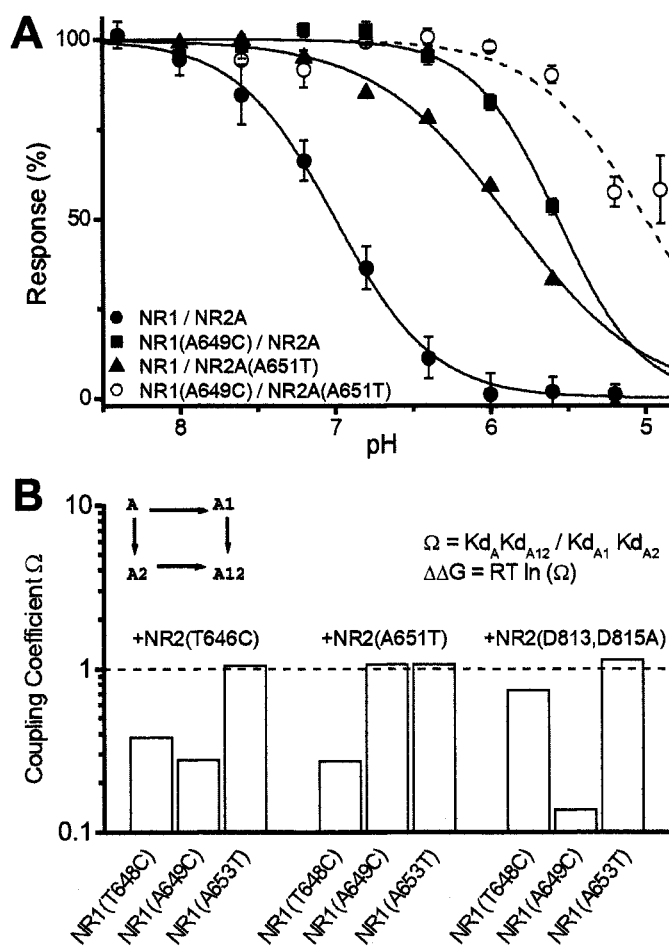 A
100
50
0
Response (%)
NR1 / NR2A
NR1(A649C) / NR2A
NR1 / NR2A(A651T)
NR1(A649C) / NR2A(A651T)
8 7 6 5
pH
B
10
1
0.1
Coupling Coefficient Ω
A A1
A2 A12
Ω = Kd_A Kd_A12 / Kd_A1 Kd_A2
ΔΔG = RT ln (Ω)
+NR2(T646C) +NR2(A651T) +NR2(D813,D815A)
NR1(T648C) NR1(A649C) NR1(A653T) NR1(T648C) NR1(A649C) NR1(A653T) NR1(T648C) NR1(A649C) NR1(A653T)